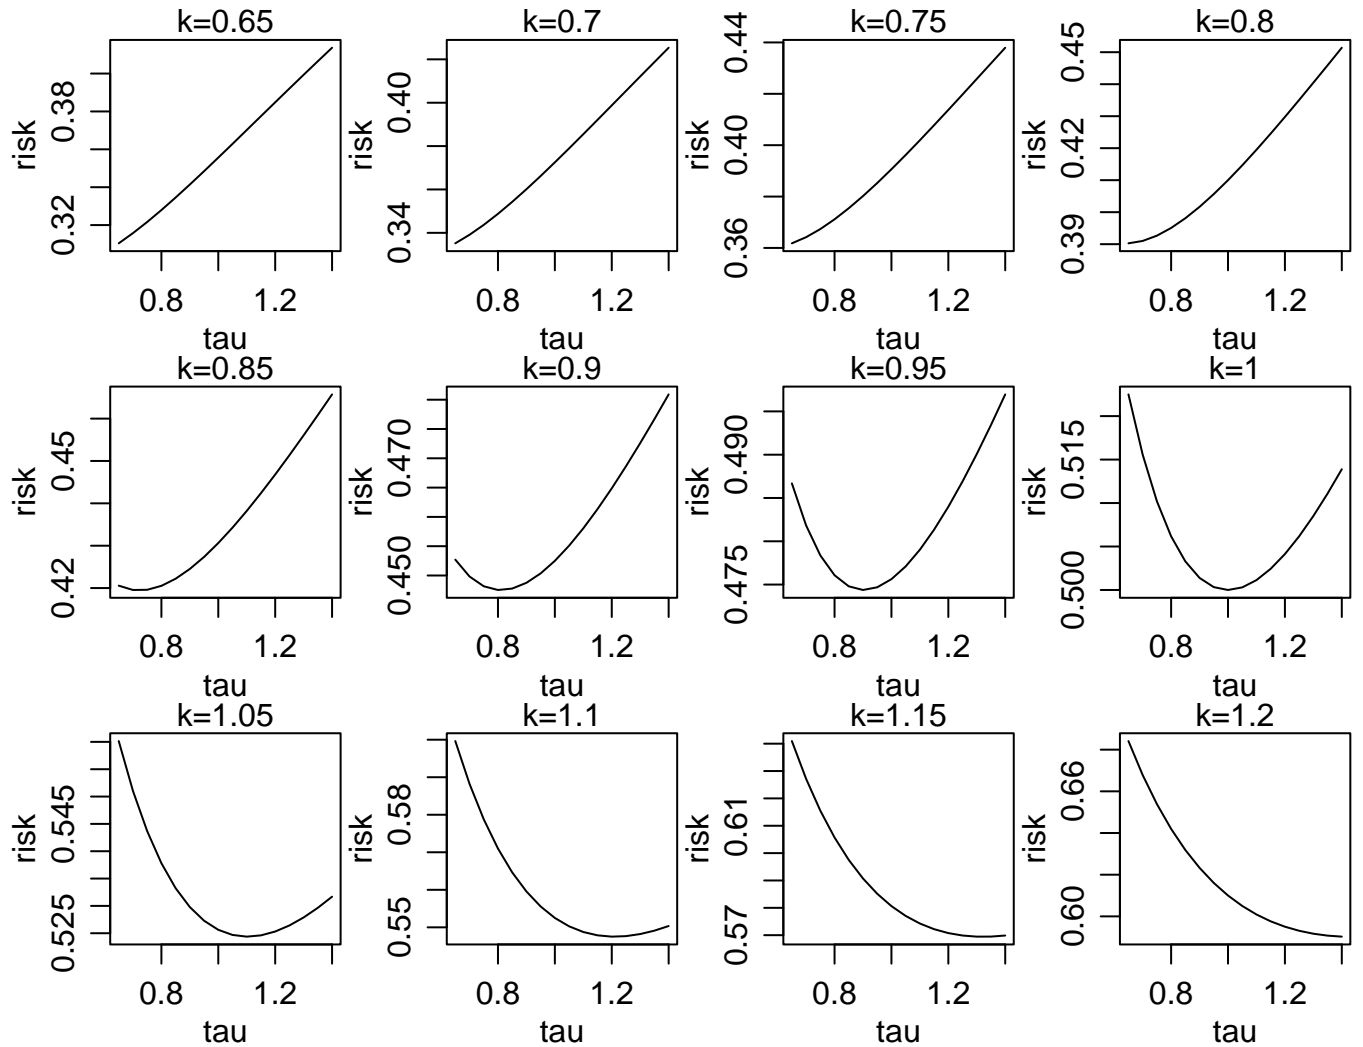 k=0.65
risk
0.32
0.38
0.8
1.2
tau
k=0.7
risk
0.34
0.40
0.8
1.2
tau
k=0.75
risk
0.36
0.40
0.44
0.8
1.2
tau
k=0.8
risk
0.39
0.42
0.45
0.8
1.2
tau
k=0.85
risk
0.42
0.45
0.8
1.2
tau
k=0.9
risk
0.450
0.470
0.8
1.2
tau
k=0.95
risk
0.475
0.490
0.8
1.2
tau
k=1
risk
0.500
0.515
0.8
1.2
tau
k=1.05
risk
0.525
0.545
0.8
1.2
tau
k=1.1
risk
0.55
0.58
0.8
1.2
tau
k=1.15
risk
0.57
0.61
0.8
1.2
tau
k=1.2
risk
0.60
0.66
0.8
1.2
tau